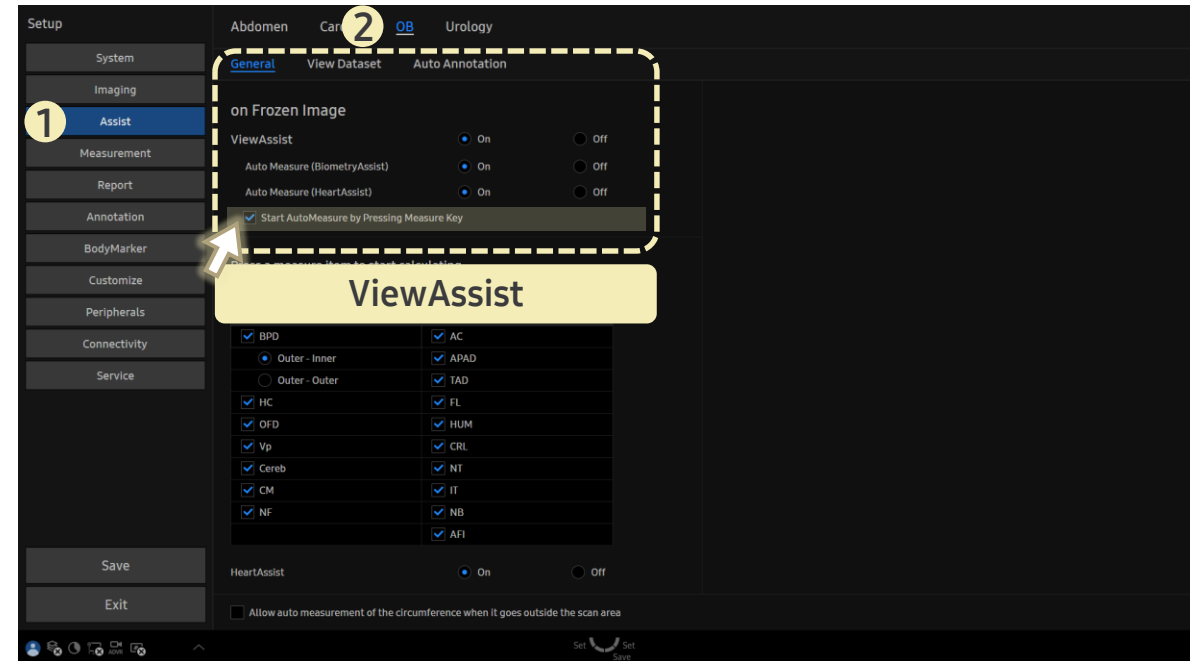 Setup
System
Imaging
1
Assist
Measurement
Report
Annotation
BodyMarker
Customize
Peripherals
Connectivity
Service
Save
Exit
Abdomen
2
OB
Urology
General
View Dataset
Auto Annotation
on Frozen Image
ViewAssist On Off
Auto Measure (BiometryAssist) On Off
Auto Measure (HeartAssist) On Off
Start AutoMeasure by Pressing Measure Key
ViewAssist
BPD
AC
Outer - Inner
APAD
Outer - Outer
TAD
HC
FL
OFD
HUM
Vp
CRL
Cereb
NT
CM
IT
NF
NB
AFI
HeartAssist On Off
Allow auto measurement of the circumference when it goes outside the scan area
Set Set
Save